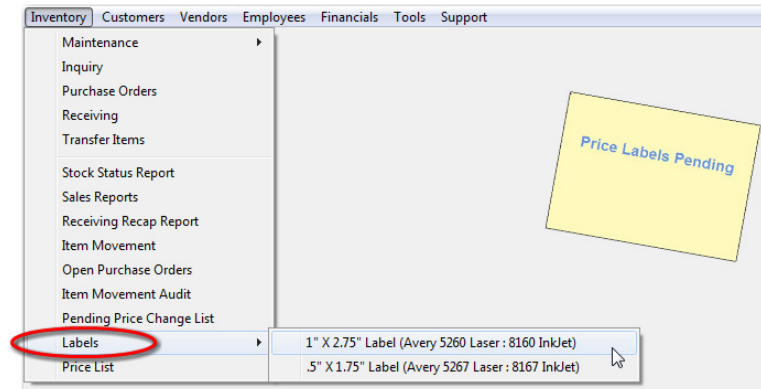 Inventory Customers Vendors Employees Financials Tools Support
Maintenance
Inquiry
Purchase Orders
Receiving
Transfer Items
Stock Status Report
Sales Reports
Receiving Recap Report
Item Movement
Open Purchase Orders
Item Movement Audit
Pending Price Change List
Labels
Price List
1" X 2.75" Label (Avery 5260 Laser : 8160 InkJet)
.5" X 1.75" Label (Avery 5267 Laser : 8167 InkJet)
Price Labels Pending